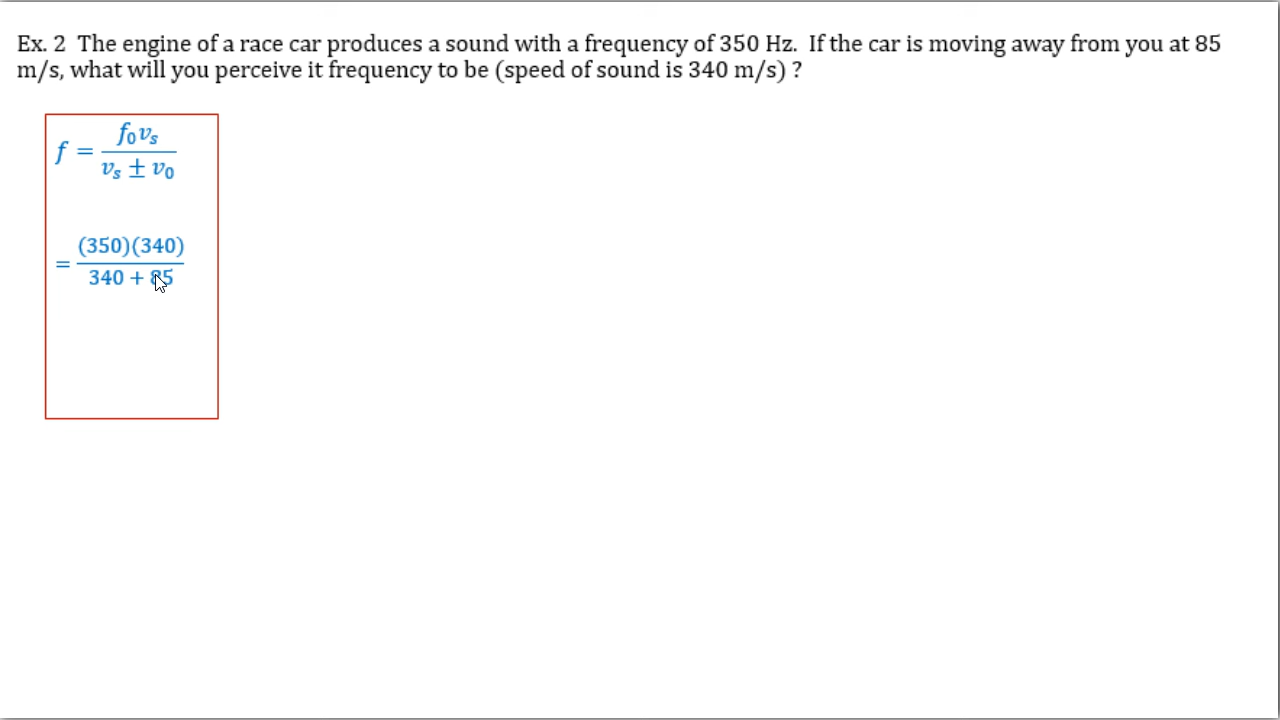 Ex. 2  The engine of a race car produces a sound with a frequency of 350 Hz.  If the car is moving away from you at 85
m/s, what will you perceive it frequency to be (speed of sound is 340 m/s) ?
f = f₀vₛ / vₛ ± v₀
= (350)(340) / 340 + 85